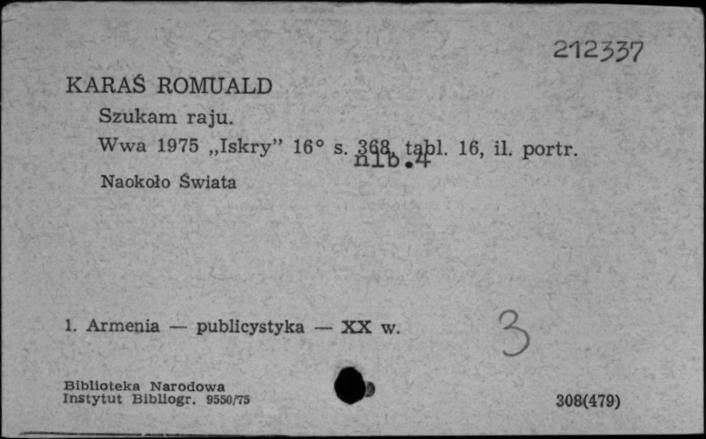 212337
KARAŚ ROMUALD
Szukam raju.
Wwa 1975 „Iskry” 16° s. 368, tabl. 16, il. portr.
nlb.4
Naokoło Świata
1. Armenia — publicystyka — XX w.
3
Biblioteka Narodowa
Instytut Bibliogr. 9550/75
308(479)